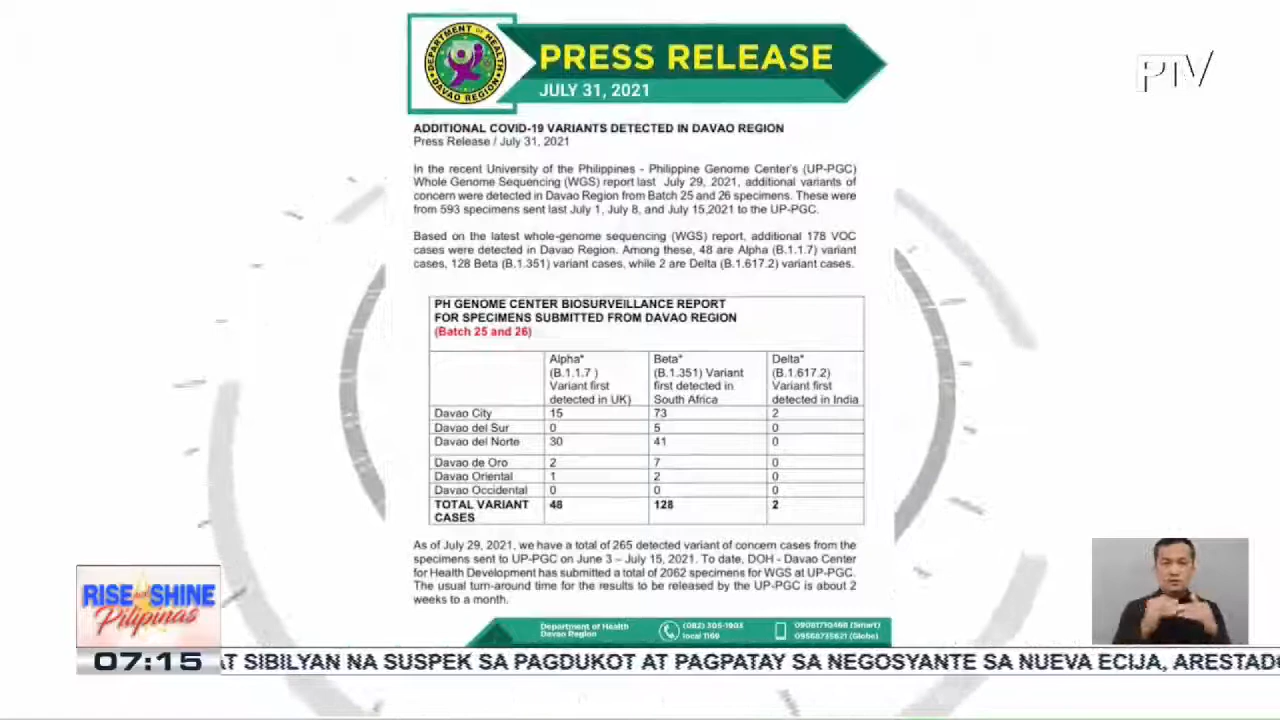 PRESS RELEASE
JULY 31, 2021
DEPARTMENT OF HEALTH
DAVAO REGION
PTV
ADDITIONAL COVID-19 VARIANTS DETECTED IN DAVAO REGION
Press Release / July 31, 2021
In the recent University of the Philippines - Philippine Genome Center's (UP-PGC)
Whole Genome Sequencing (WGS) report last July 29, 2021, additional variants of
concern were detected in Davao Region from Batch 25 and 26 specimens. These were
from 593 specimens sent last July 1, July 8, and July 15,2021 to the UP-PGC.
Based on the latest whole-genome sequencing (WGS) report, additional 178 VOC
cases were detected in Davao Region. Among these, 48 are Alpha (B.1.1.7) variant
cases, 128 Beta (B.1.351) variant cases, while 2 are Delta (B.1.617.2) variant cases.
PH GENOME CENTER BIOSURVEILLANCE REPORT
FOR SPECIMENS SUBMITTED FROM DAVAO REGION
(Batch 25 and 26)
Alpha* (B.1.1.7 ) Variant first detected in UK) Beta* (B.1.351) Variant first detected in South Africa Delta* (B.1.617.2) Variant first detected in India
Davao City 15 73 2
Davao del Sur 0 5 0
Davao del Norte 30 41 0
Davao de Oro 2 7 0
Davao Oriental 1 2 0
Davao Occidental 0 0 0
TOTAL VARIANT CASES 48 128 2
As of July 29, 2021, we have a total of 265 detected variant of concern cases from the
specimens sent to UP-PGC on June 3 – July 15, 2021. To date, DOH - Davao Center
for Health Development has submitted a total of 2062 specimens for WGS at UP-PGC.
The usual turn-around time for the results to be released by the UP-PGC is about 2
weeks to a month.
Department of Health
Davao Region
(082) 305-1903
local 1169
(Smart)
(Globe)
RISE and SHINE
Pilipinas
07:15
AT SIBILYAN NA SUSPEK SA PAGDUKOT AT PAGPATAY SA NEGOSYANTE SA NUEVA ECIJA, ARESTADO